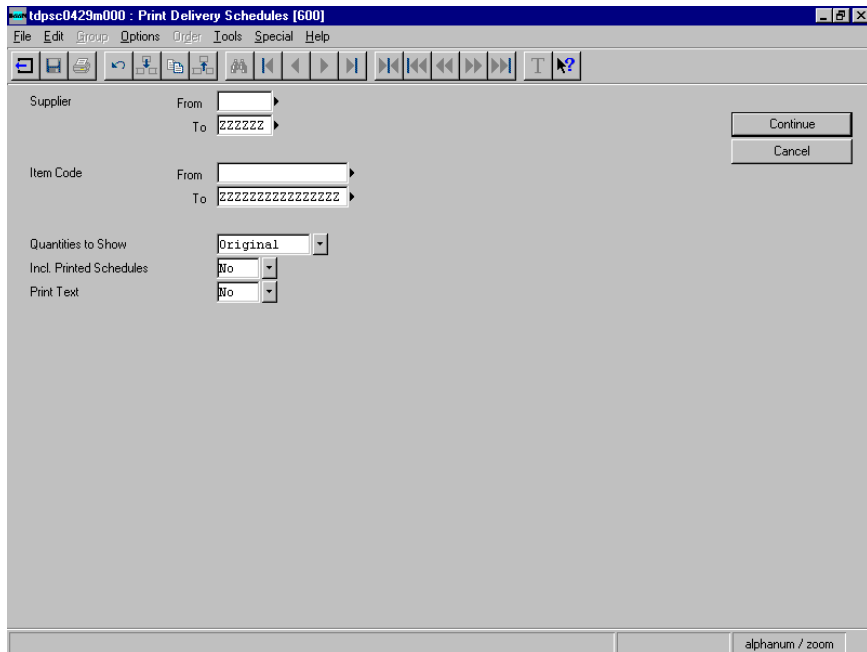 tdpsc0429m000 : Print Delivery Schedules [600]
File Edit Group Options Order Tools Special Help
T ?
Supplier From
To ZZZZZZ
Continue
Cancel
Item Code From
To ZZZZZZZZZZZZZZZZ
Quantities to Show Original
Incl. Printed Schedules No
Print Text No
alphanum / zoom